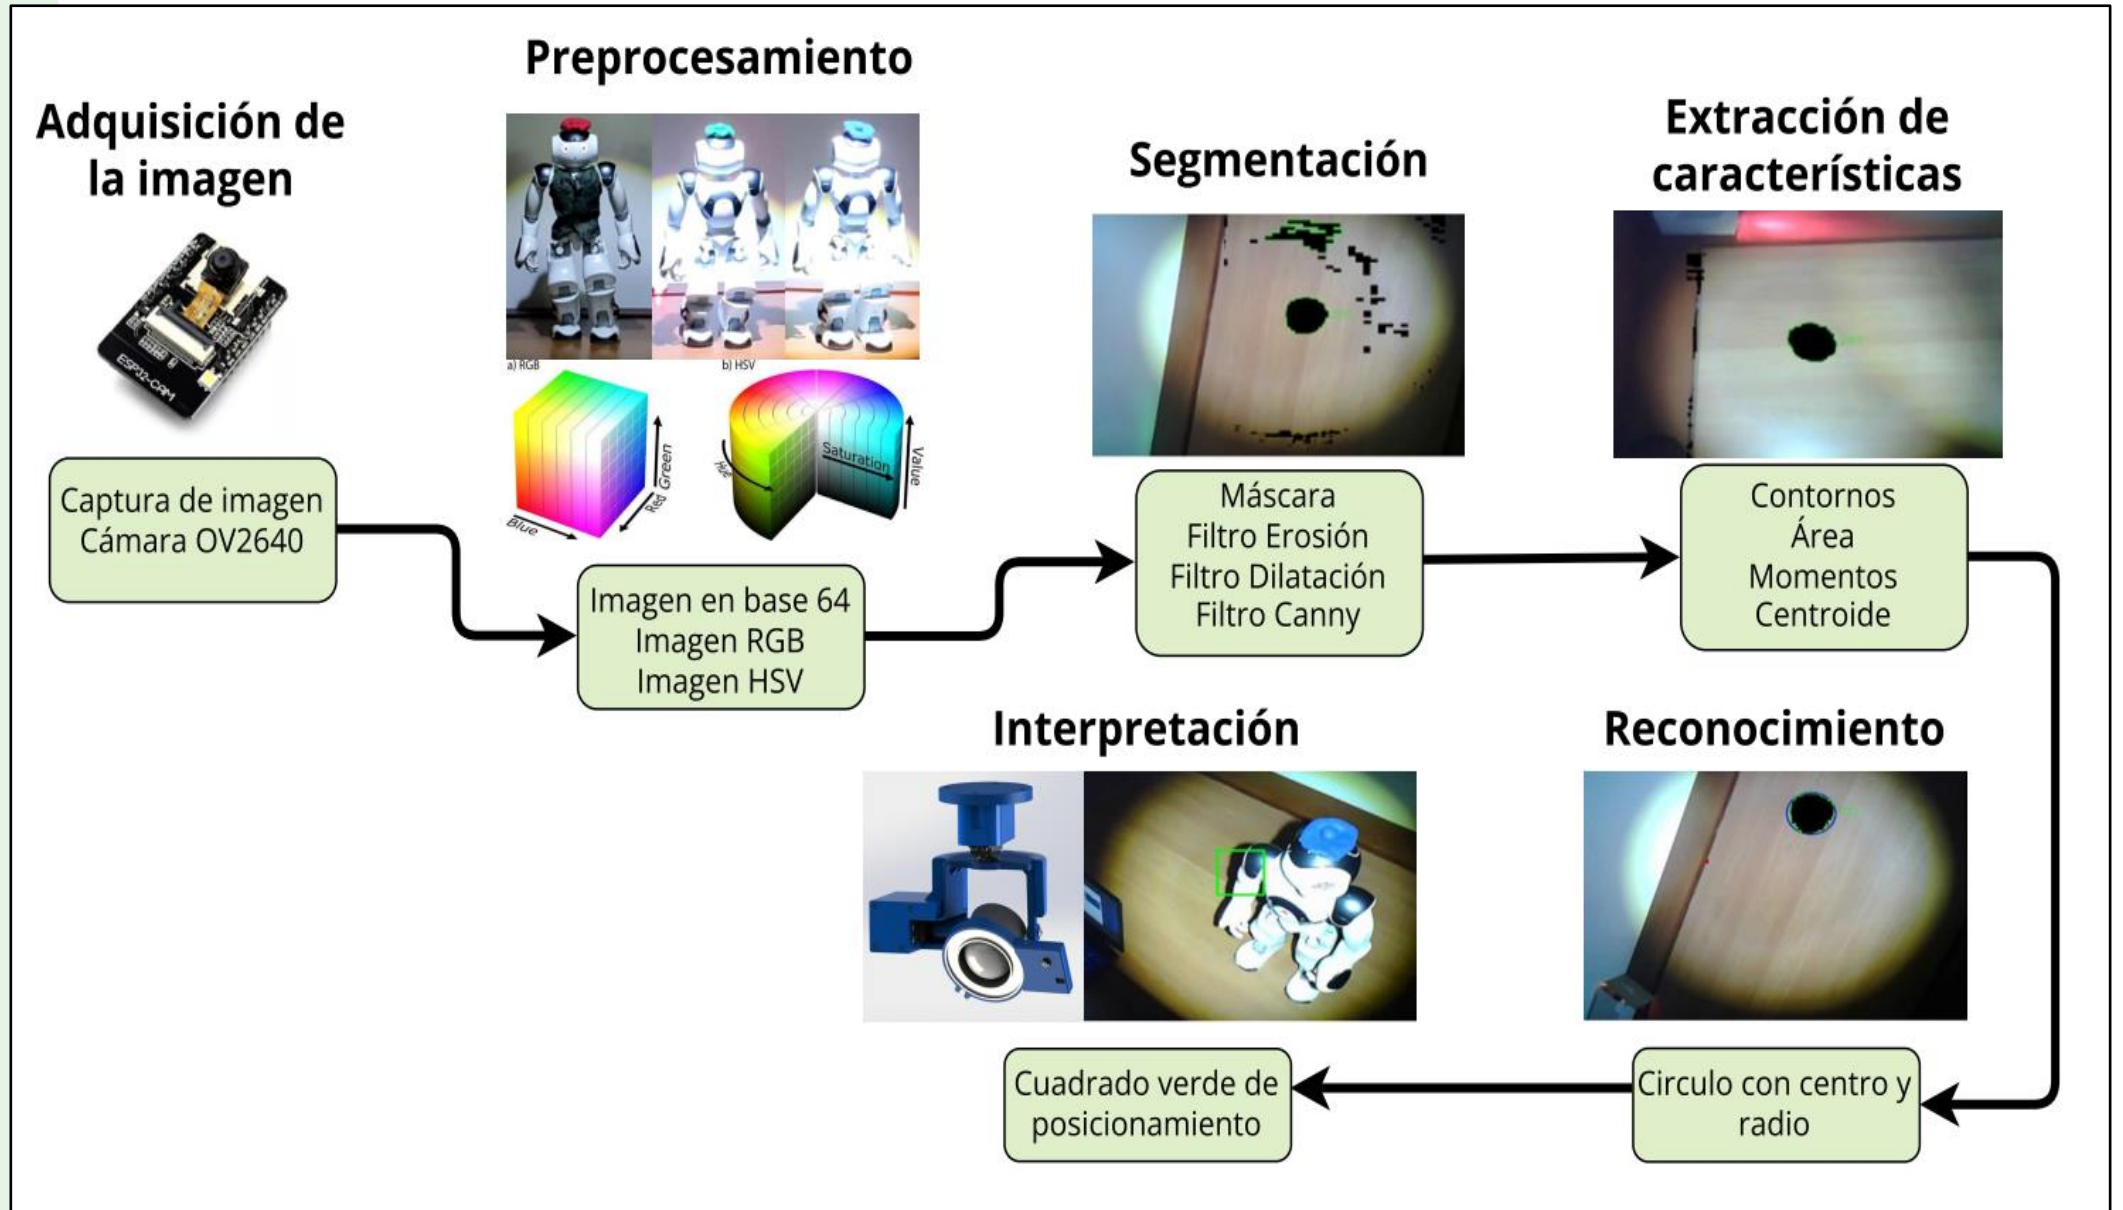 Adquisición de
la imagen
ESP32-CAM
Captura de imagen
Cámara OV2640
Preprocesamiento
a) RGB
b) HSV
Blue
Red
Green
Hue
Saturation
Value
Imagen en base 64
Imagen RGB
Imagen HSV
Segmentación
Máscara
Filtro Erosión
Filtro Dilatación
Filtro Canny
Extracción de
características
Contornos
Área
Momentos
Centroide
Reconocimiento
Circulo con centro y
radio
Interpretación
Cuadrado verde de
posicionamiento